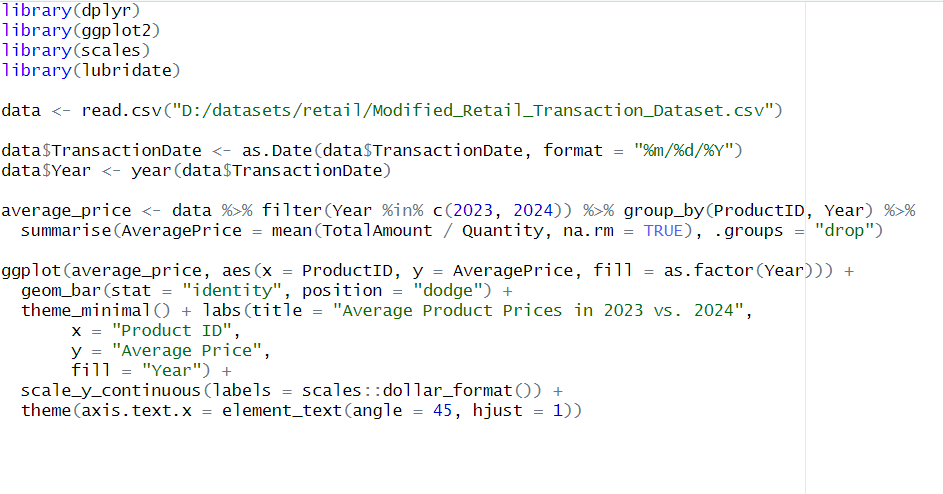 library(dplyr)
library(ggplot2)
library(scales)
library(lubridate)

data <- read.csv("D:/datasets/retail/Modified_Retail_Transaction_Dataset.csv")

data$TransactionDate <- as.Date(data$TransactionDate, format = "%m/%d/%Y")
data$Year <- year(data$TransactionDate)

average_price <- data %>% filter(Year %in% c(2023, 2024)) %>% group_by(ProductID, Year) %>%
  summarise(AveragePrice = mean(TotalAmount / Quantity, na.rm = TRUE), .groups = "drop")

ggplot(average_price, aes(x = ProductID, y = AveragePrice, fill = as.factor(Year))) +
  geom_bar(stat = "identity", position = "dodge") +
  theme_minimal() + labs(title = "Average Product Prices in 2023 vs. 2024",
       x = "Product ID",
       y = "Average Price",
       fill = "Year") +
  scale_y_continuous(labels = scales::dollar_format()) +
  theme(axis.text.x = element_text(angle = 45, hjust = 1))